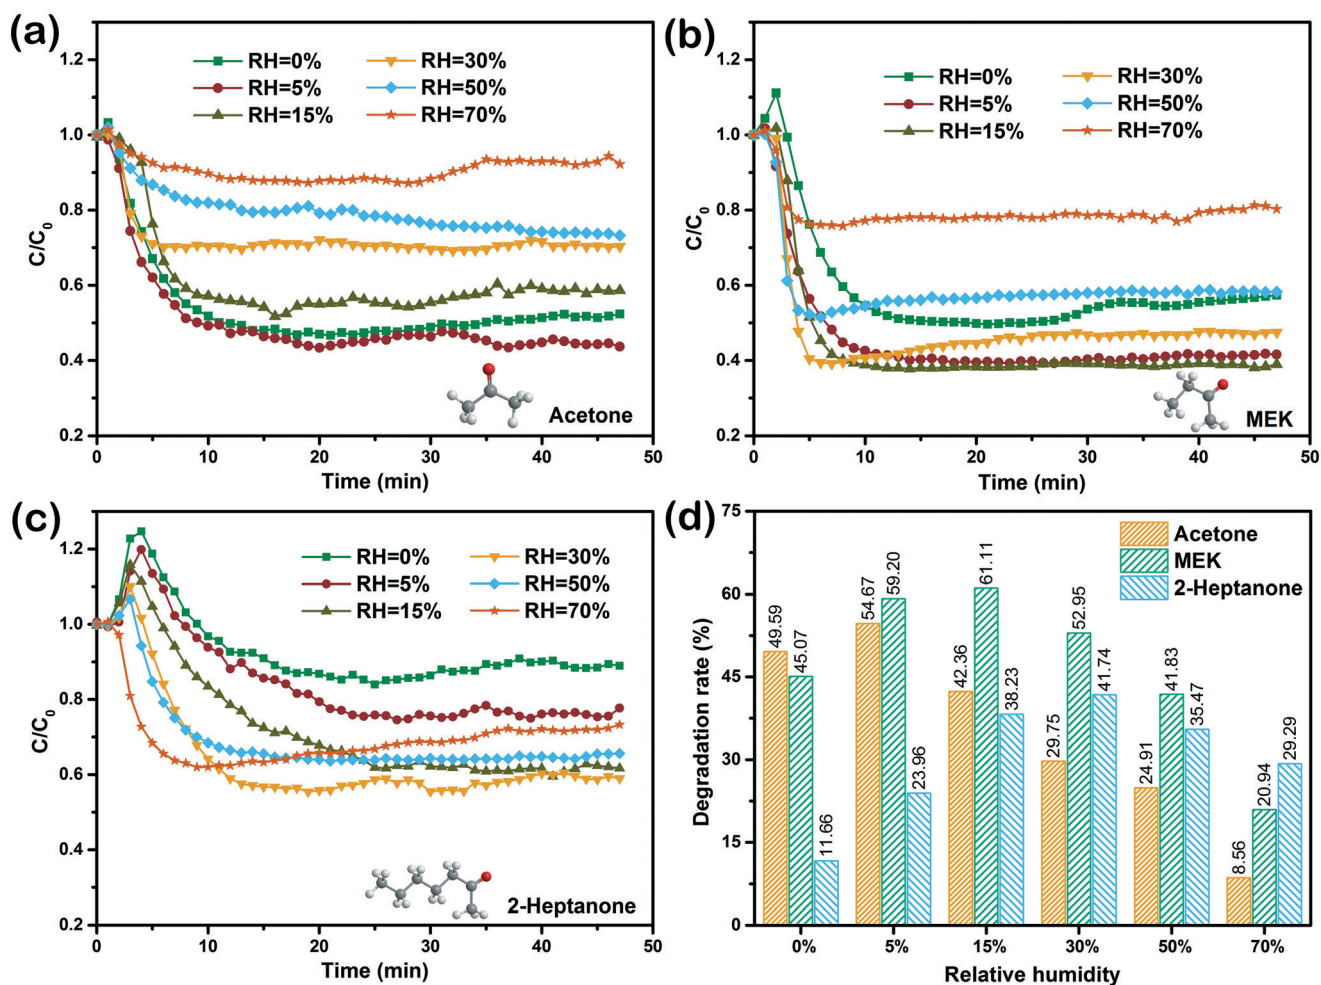 (a)
1.2
1.0
0.8
0.6
0.4
0.2
C/C0
RH=0%
RH=5%
RH=15%
RH=30%
RH=50%
RH=70%
Acetone
0 10 20 30 40 50
Time (min)
(b)
1.2
1.0
0.8
0.6
0.4
0.2
C/C0
RH=0%
RH=5%
RH=15%
RH=30%
RH=50%
RH=70%
MEK
0 10 20 30 40 50
Time (min)
(c)
1.2
1.0
0.8
0.6
0.4
0.2
C/C0
RH=0%
RH=5%
RH=15%
RH=30%
RH=50%
RH=70%
2-Heptanone
0 10 20 30 40 50
Time (min)
(d)
75
60
45
30
15
0
Degradation rate (%)
Acetone
MEK
2-Heptanone
49.59
45.07
11.66
54.67
59.20
23.96
42.36
61.11
38.23
29.75
52.95
41.74
24.91
41.83
35.47
8.56
20.94
29.29
0% 5% 15% 30% 50% 70%
Relative humidity